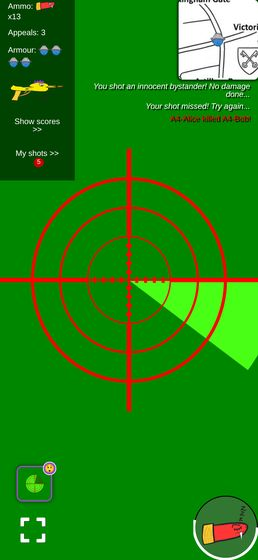 Ammo:
x13
Appeals: 3
Armour:
Show scores
>>
My shots >>
5
Victori
You shot an innocent bystander! No damage
done...
Your shot missed! Try again...
A4-Alice killed A4-Bob!